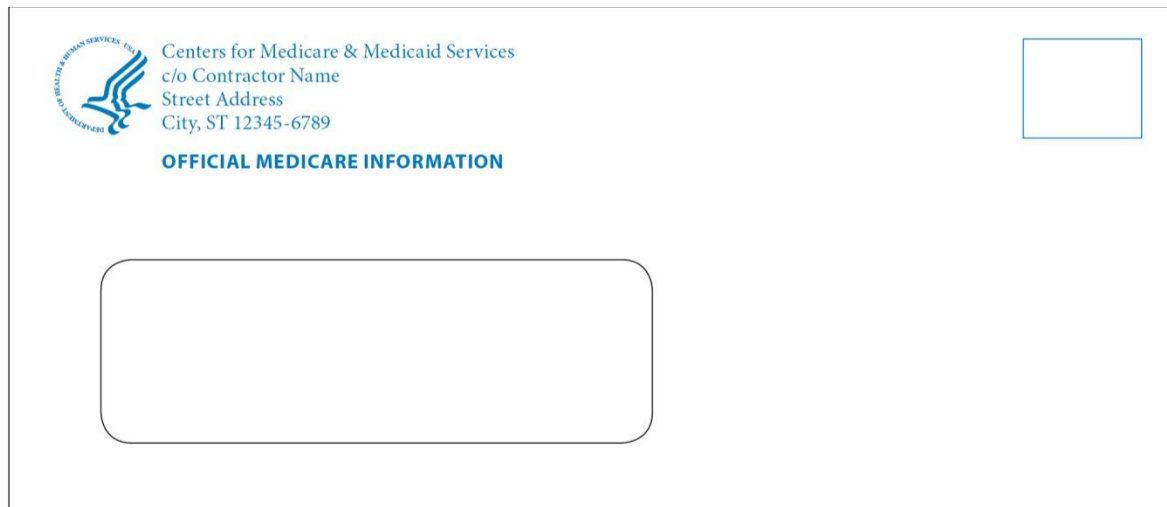 DEPARTMENT OF HEALTH & HUMAN SERVICES · USA
Centers for Medicare & Medicaid Services
c/o Contractor Name
Street Address
City, ST 12345-6789
OFFICIAL MEDICARE INFORMATION